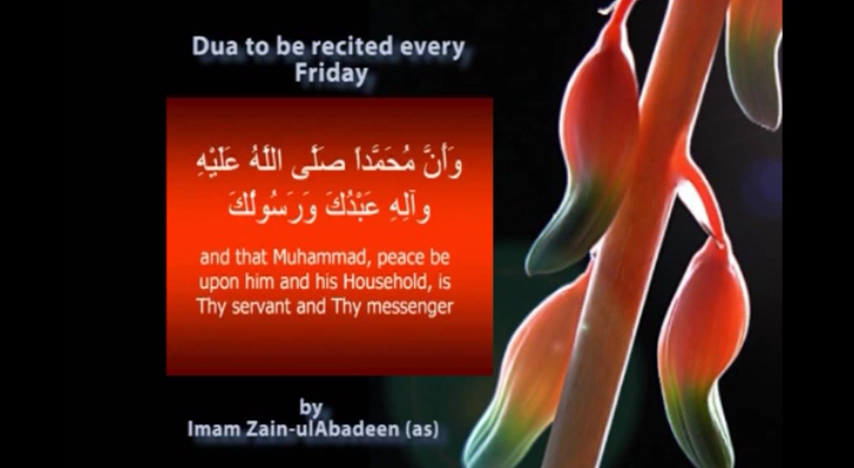 Dua to be recited every
Friday
وَأَنَّ مُحَمَّداً صَلَّى اللَّهُ عَلَيْهِ
وآلِهِ عَبْدُكَ وَرَسُولُكَ
and that Muhammad, peace be
upon him and his Household, is
Thy servant and Thy messenger
by
Imam Zain-ulAbadeen (as)